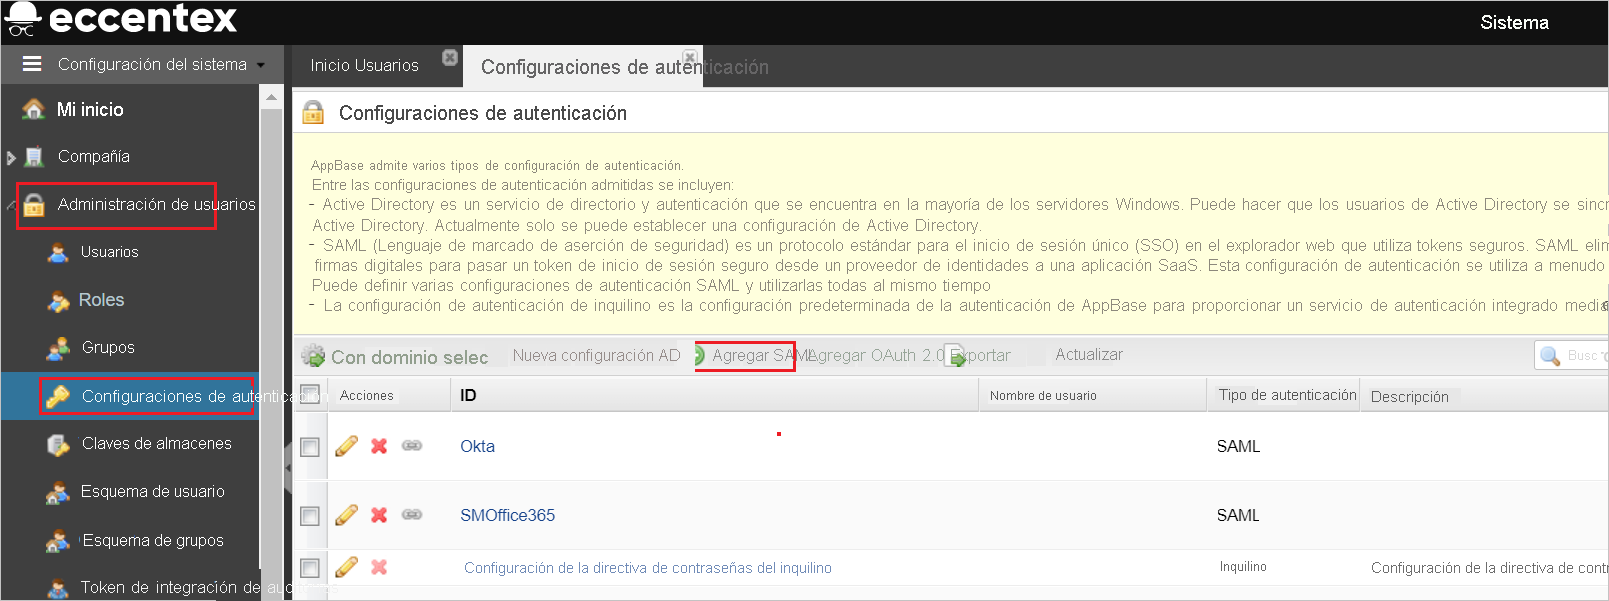 eccentex
Sistema
Configuración del sistema
Inicio Usuarios
Configuraciones de autenticación
Mi inicio
Compañía
Administración de usuarios
Usuarios
Roles
Grupos
Configuraciones de autenticación
Claves de almacenes
Esquema de usuario
Esquema de grupos
Token de integración de
Configuraciones de autenticación
AppBase admite varios tipos de configuración de autenticación.
Entre las configuraciones de autenticación admitidas se incluyen:
- Active Directory es un servicio de directorio y autenticación que se encuentra en la mayoría de los servidores Windows. Puede hacer que los usuarios de Active Directory se sincr
Active Directory. Actualmente solo se puede establecer una configuración de Active Directory.
- SAML (Lenguaje de marcado de aserción de seguridad) es un protocolo estándar para el inicio de sesión único (SSO) en el explorador web que utiliza tokens seguros. SAML elim
firmas digitales para pasar un token de inicio de sesión seguro desde un proveedor de identidades a una aplicación SaaS. Esta configuración de autenticación se utiliza a menudo
Puede definir varias configuraciones de autenticación SAML y utilizarlas todas al mismo tiempo
- La configuración de autenticación de inquilino es la configuración predeterminada de la autenticación de AppBase para proporcionar un servicio de autenticación integrado media
Con dominio selec Nueva configuración AD Agregar SAML Agregar OAuth 2.0 Exportar Actualizar Busc
Acciones ID Nombre de usuario Tipo de autenticación Descripción
Okta SAML
SMOffice365 SAML
Configuración de la directiva de contraseñas del inquilino Inquilino Configuración de la directiva de contr